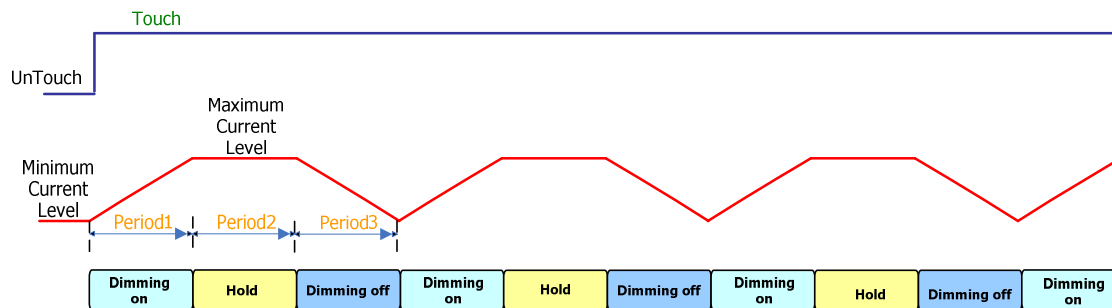 Touch
UnTouch
Maximum
Current
Level
Minimum
Current
Level
Period1
Period2
Period3
Dimming
on
Hold
Dimming off
Dimming
on
Hold
Dimming off
Dimming
on
Hold
Dimming off
Dimming
on